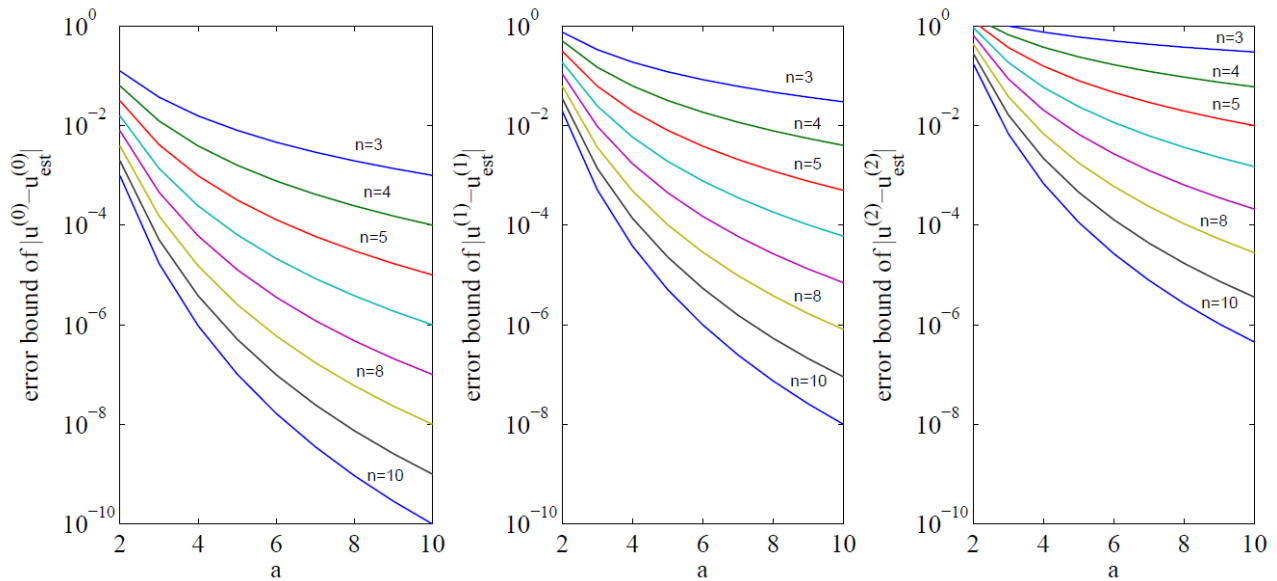 error bound of |u^(0)−u_est^(0)|
10^0
10^−2
10^−4
10^−6
10^−8
10^−10
n=3
n=4
n=5
n=8
n=10
2 4 6 8 10
a
error bound of |u^(1)−u_est^(1)|
10^0
10^−2
10^−4
10^−6
10^−8
10^−10
n=3
n=4
n=5
n=8
n=10
2 4 6 8 10
a
error bound of |u^(2)−u_est^(2)|
10^0
10^−2
10^−4
10^−6
10^−8
10^−10
n=3
n=4
n=5
n=8
n=10
2 4 6 8 10
a